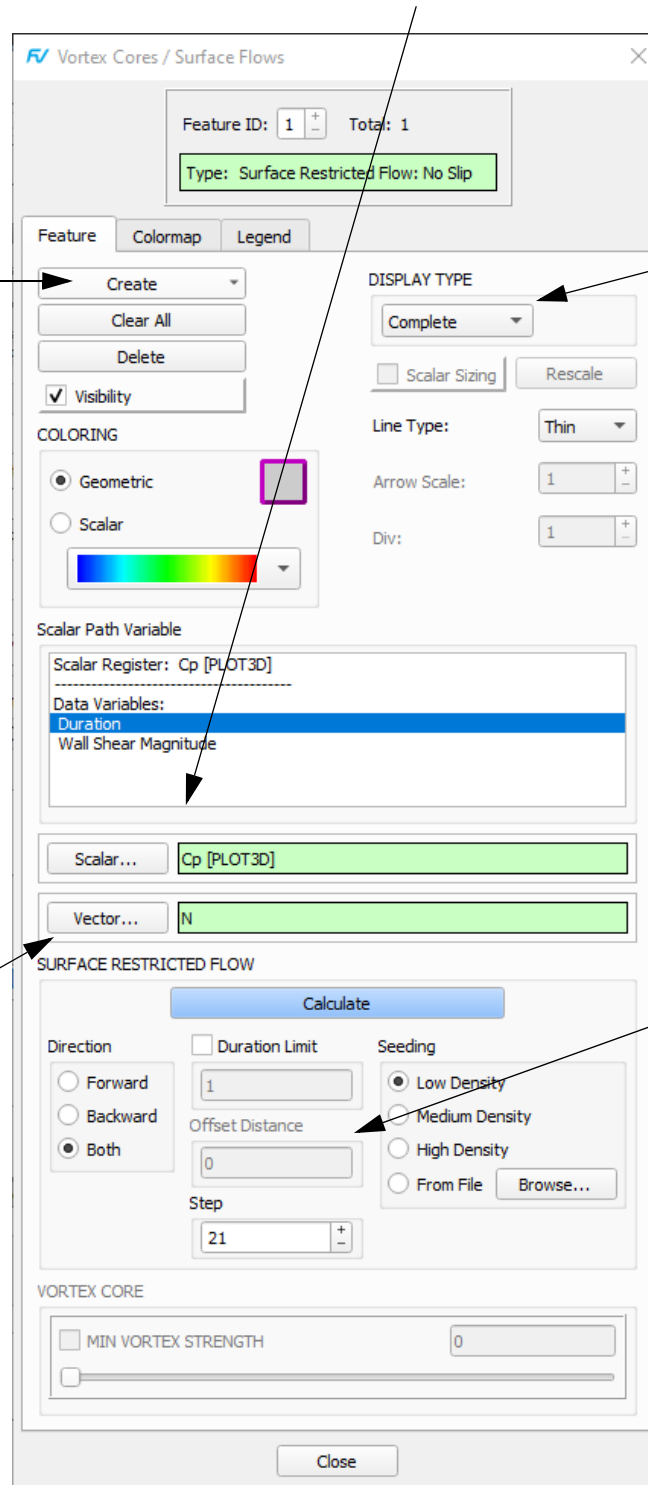 FV Vortex Cores / Surface Flows
Feature ID: 1 Total: 1
Type: Surface Restricted Flow: No Slip
Feature Colormap Legend
Create
Clear All
Delete
Visibility
DISPLAY TYPE
Complete
Scalar Sizing Rescale
Line Type: Thin
Arrow Scale: 1
Div: 1
COLORING
Geometric
Scalar
Scalar Path Variable
Scalar Register: Cp [PLOT3D]
---------------------------------------
Data Variables:
Duration
Wall Shear Magnitude
Scalar... Cp [PLOT3D]
Vector... N
SURFACE RESTRICTED FLOW
Calculate
Direction
Forward
Backward
Both
Duration Limit
1
Offset Distance
0
Step
21
Seeding
Low Density
Medium Density
High Density
From File Browse...
VORTEX CORE
MIN VORTEX STRENGTH 0
Close